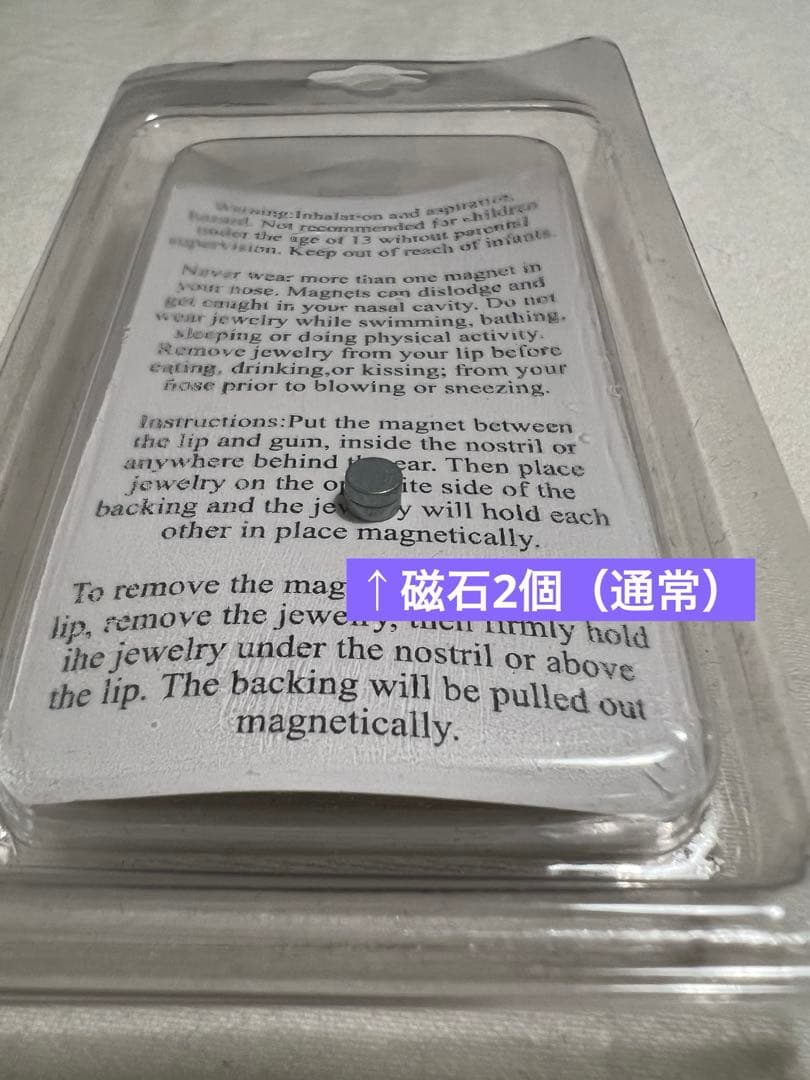 Warning:Inhalation and aspiration
hazard. Not recommended for children
under the age of 13 wihtout parental
supervision. Keep out of reach of infants.
Never wear more than one magnet in
your nose. Magnets can dislodge and
get caught in your nasal cavity. Do not
wear jewelry while swimming, bathing,
sleeping or doing physical activity.
Remove jewelry from your lip before
eating, drinking,or kissing; from your
nose prior to blowing or sneezing.
Instructions:Put the magnet between
the lip and gum, inside the nostril or
anywhere behind ear. Then place
jewelry on the side of the
backing and the will hold each
other in place magnetically.
↑磁石2個（通常）
To remove the
lip, remove the firmly hold
ihe jewelry under the nostril or above
the lip. The backing will be pulled out
magnetically.